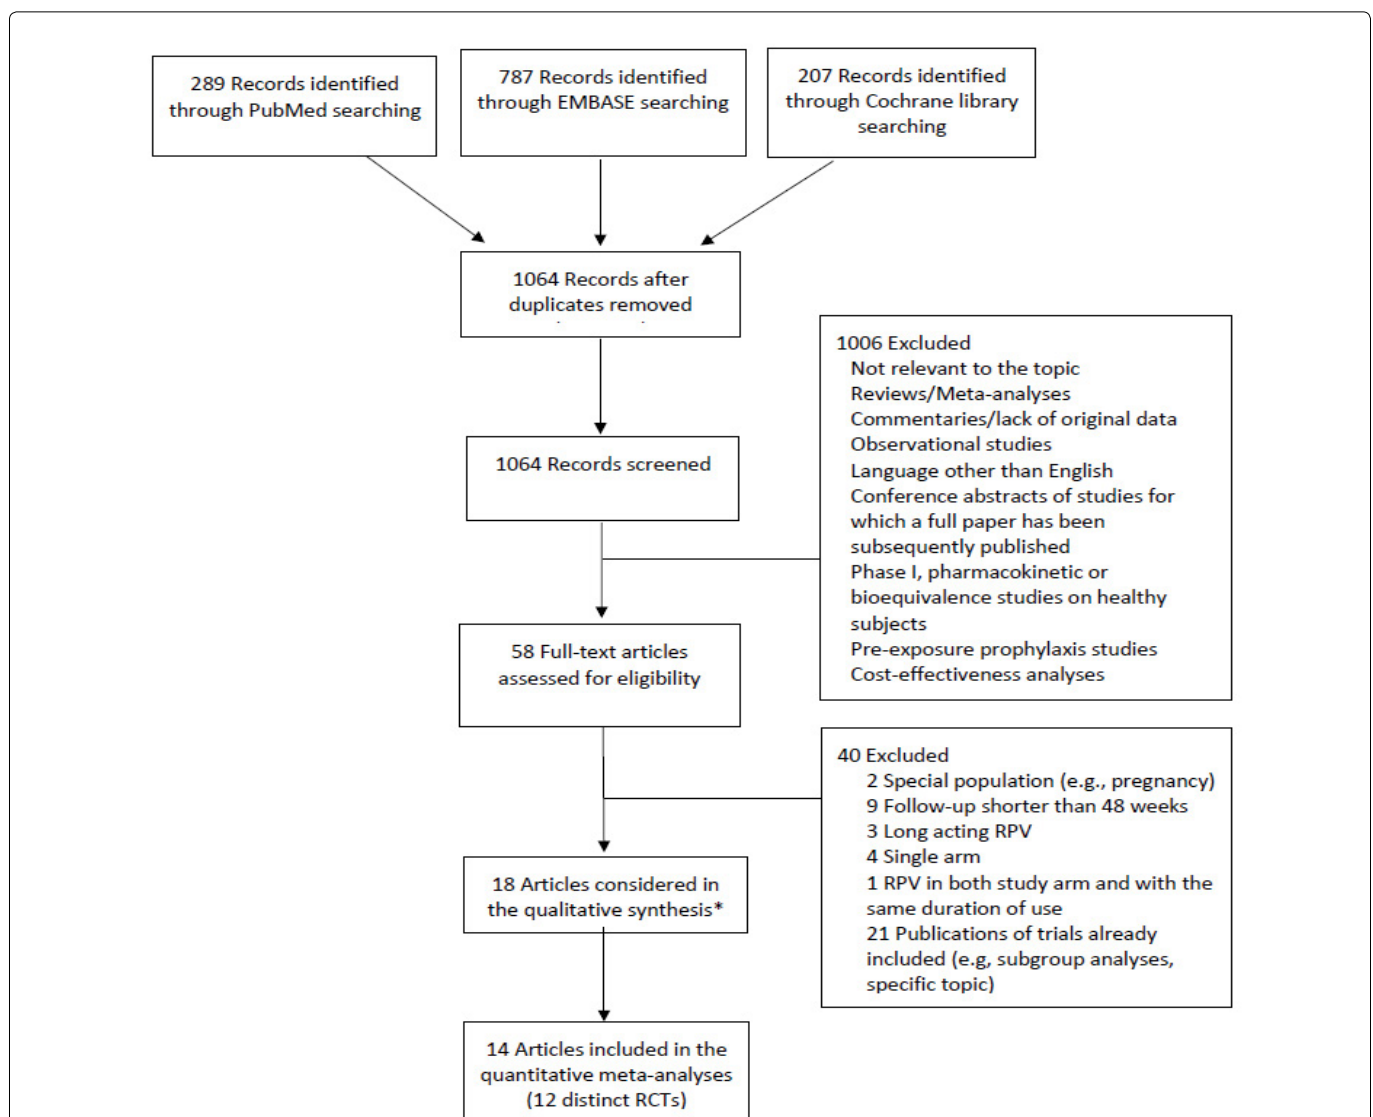 289 Records identified
through PubMed searching
787 Records identified
through EMBASE searching
207 Records identified
through Cochrane library
searching
1064 Records after
duplicates removed
1064 Records screened
1006 Excluded
Not relevant to the topic
Reviews/Meta-analyses
Commentaries/lack of original data
Observational studies
Language other than English
Conference abstracts of studies for
which a full paper has been
subsequently published
Phase I, pharmacokinetic or
bioequivalence studies on healthy
subjects
Pre-exposure prophylaxis studies
Cost-effectiveness analyses
58 Full-text articles
assessed for eligibility
40 Excluded
2 Special population (e.g., pregnancy)
9 Follow-up shorter than 48 weeks
3 Long acting RPV
4 Single arm
1 RPV in both study arm and with the
same duration of use
21 Publications of trials already
included (e.g, subgroup analyses,
specific topic)
18 Articles considered in
the qualitative synthesis*
14 Articles included in the
quantitative meta-analyses
(12 distinct RCTs)